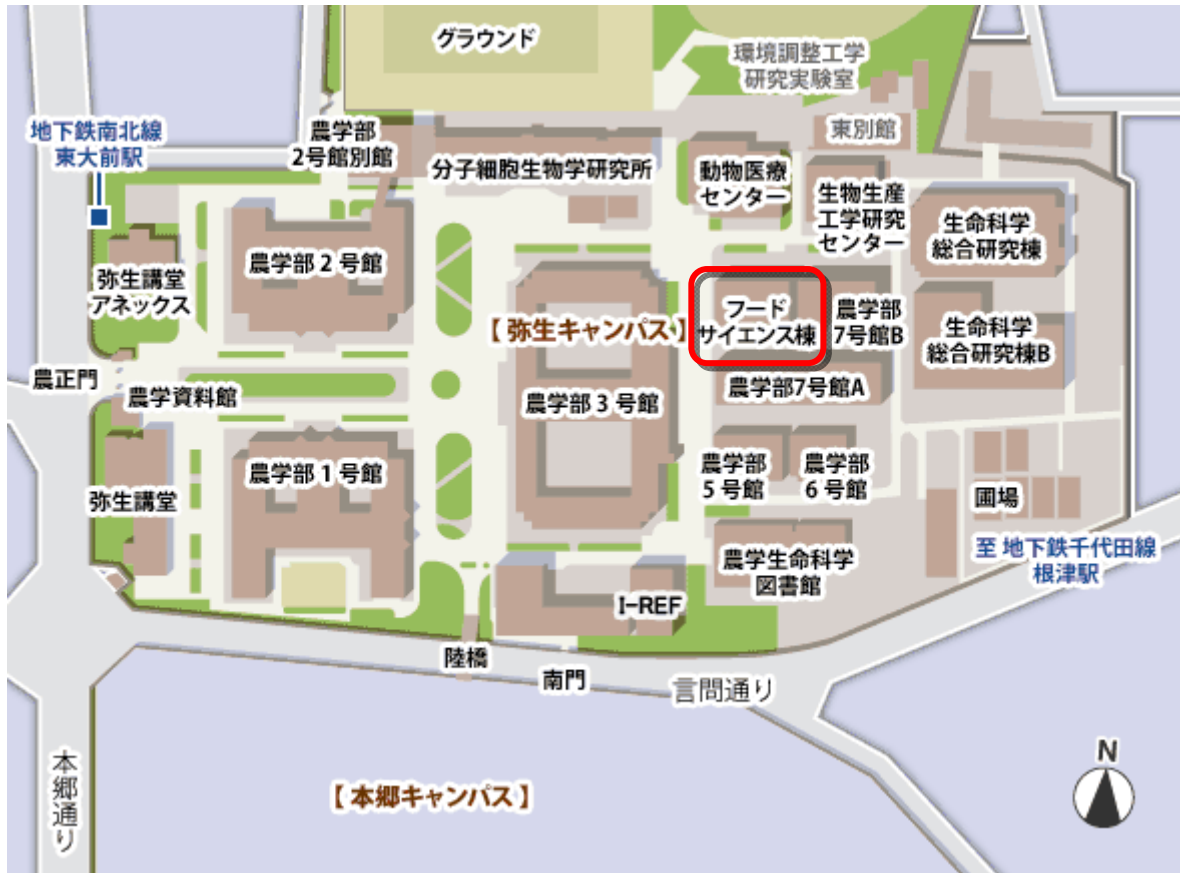 グラウンド
環境調整工学
研究実験室
地下鉄南北線
東大前駅
農学部
2号館別館
東別館
分子細胞生物学研究所
動物医療
センター
生物生産
工学研究
センター
生命科学
総合研究棟
弥生講堂
アネックス
農学部 2 号館
【 弥生キャンパス 】
フード
サイエンス棟
農学部
7号館B
生命科学
総合研究棟B
農正門
農学資料館
農学部 3 号館
農学部7号館A
弥生講堂
農学部 1 号館
農学部
5 号館
農学部
6 号館
圃場
農学生命科学
図書館
至 地下鉄千代田線
根津駅
I-REF
陸橋
南門
言問通り
本郷通り
【 本郷キャンパス 】
N